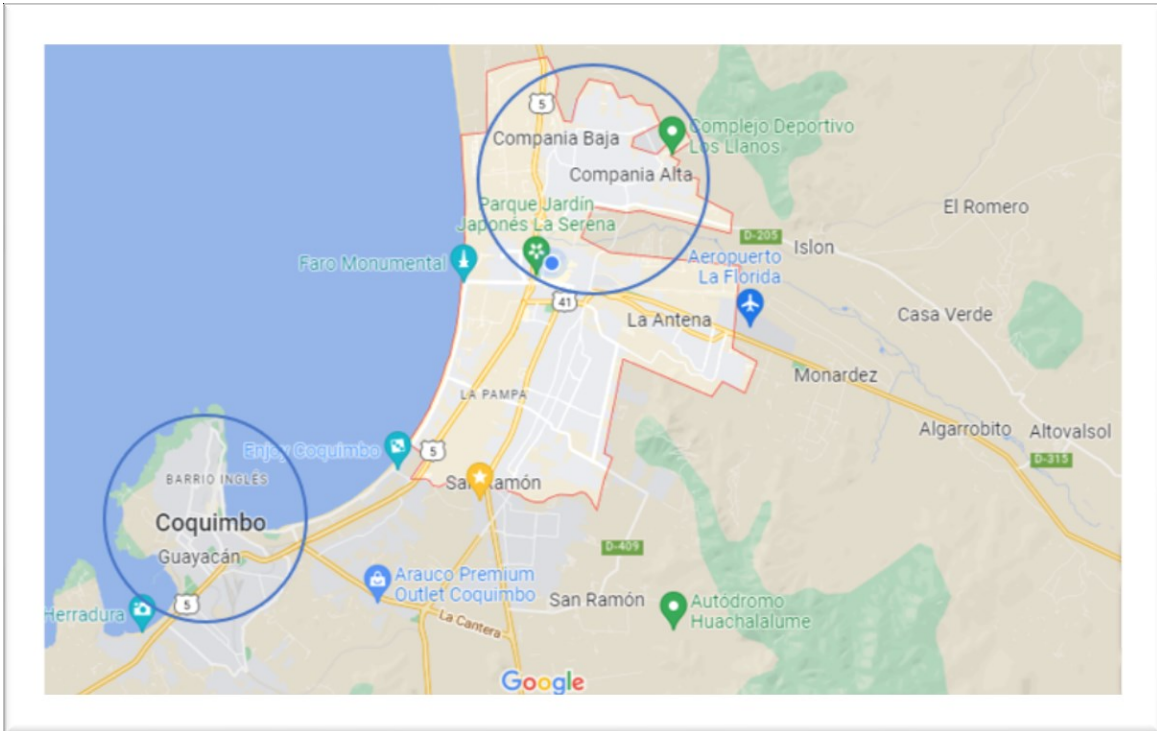 5
Compania Baja
Complejo Deportivo
Los Llanos
Compania Alta
Parque Jardín
Japonés La Serena
El Romero
D-205
Islon
Faro Monumental
Aeropuerto
La Florida
41
La Antena
Casa Verde
Monardez
LA PAMPA
Algarrobito
Altovalsol
D-315
Enjoy Coquimbo
5
BARRIO INGLÉS
San Ramón
Coquimbo
Guayacán
D-409
Arauco Premium
Outlet Coquimbo
San Ramón
Autódromo
Huachalalume
Herradura
5
La Cantera
Google